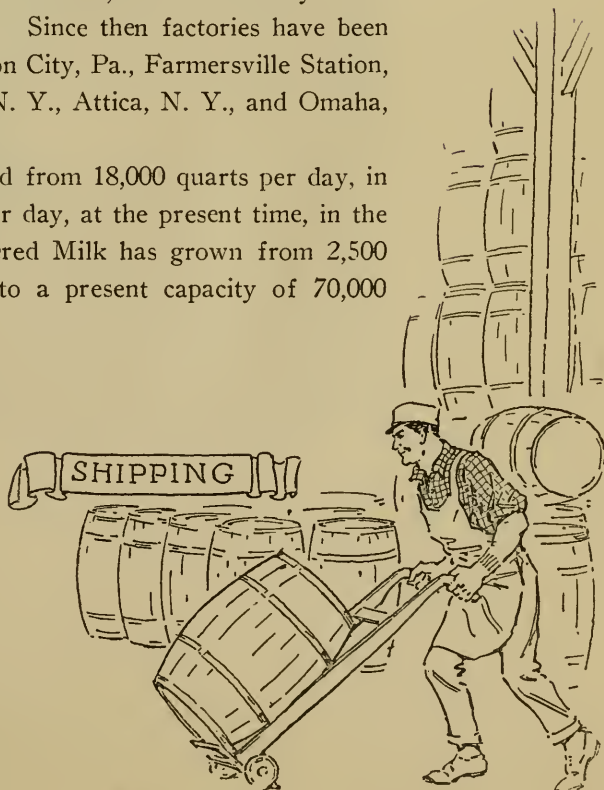 Since then factories have been
on City, Pa., Farmersville Station,
N. Y., Attica, N. Y., and Omaha,
d from 18,000 quarts per day, in
r day, at the present time, in the
red Milk has grown from 2,500
to a present capacity of 70,000
SHIPPING